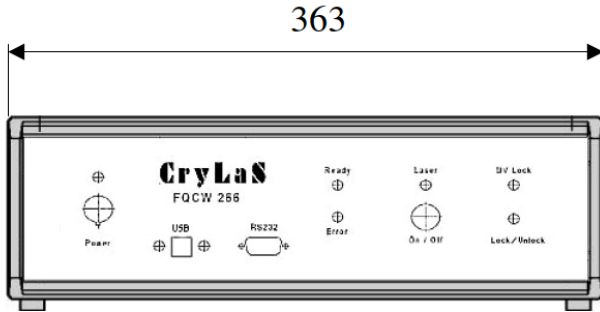 363
CryLaS
FQCW 266
Ready
Laser
UV Lock
Power
USB
RS232
Error
On / Off
Lock/Unlock